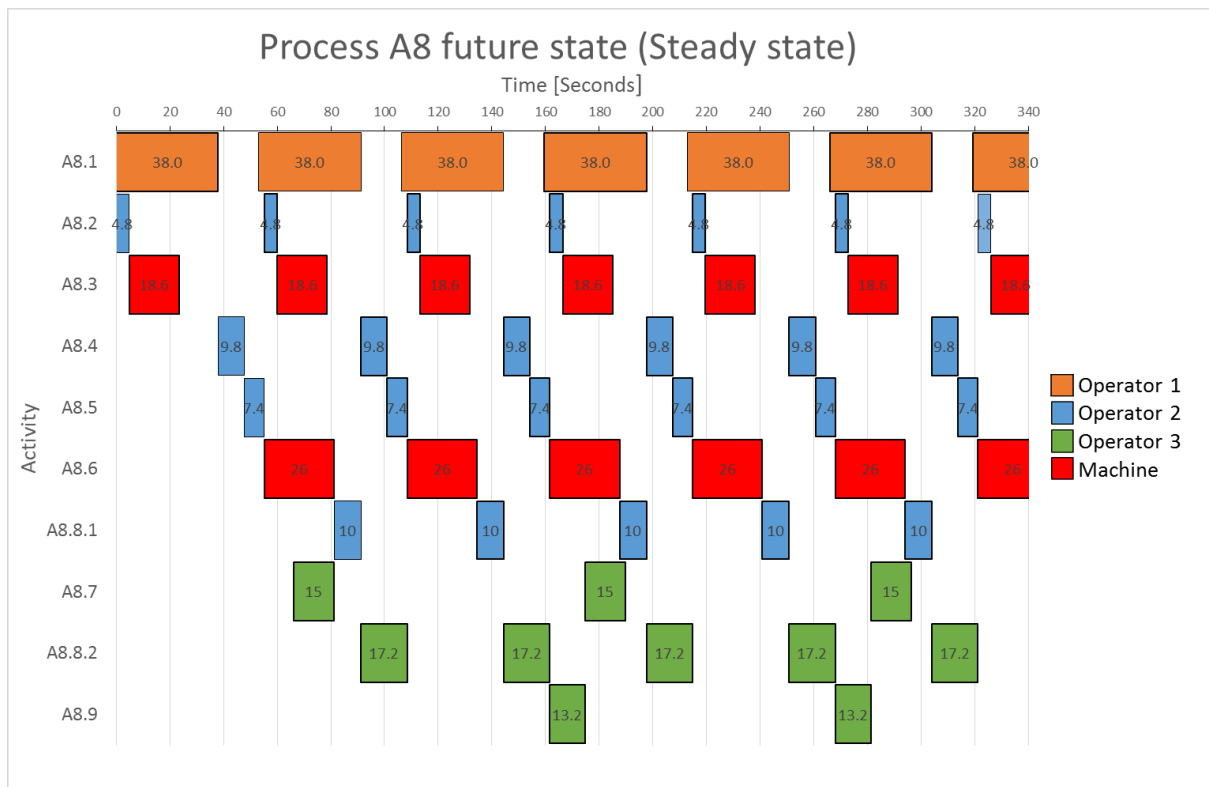 Process A8 future state (Steady state)
Time [Seconds]
0 20 40 60 80 100 120 140 160 180 200 220 240 260 280 300 320 340
A8.1 38.0 38.0 38.0 38.0 38.0 38.0 38.0
A8.2 4.8 4.8 4.8 4.8 4.8 4.8 4.8
A8.3 18.6 18.6 18.6 18.6 18.6 18.6 18.6
A8.4 9.8 9.8 9.8 9.8 9.8 9.8
A8.5 7.4 7.4 7.4 7.4 7.4 7.4
A8.6 26 26 26 26 26 26
A8.8.1 10 10 10 10 10
A8.7 15 15 15
A8.8.2 17.2 17.2 17.2 17.2 17.2
A8.9 13.2 13.2
Activity
Operator 1
Operator 2
Operator 3
Machine